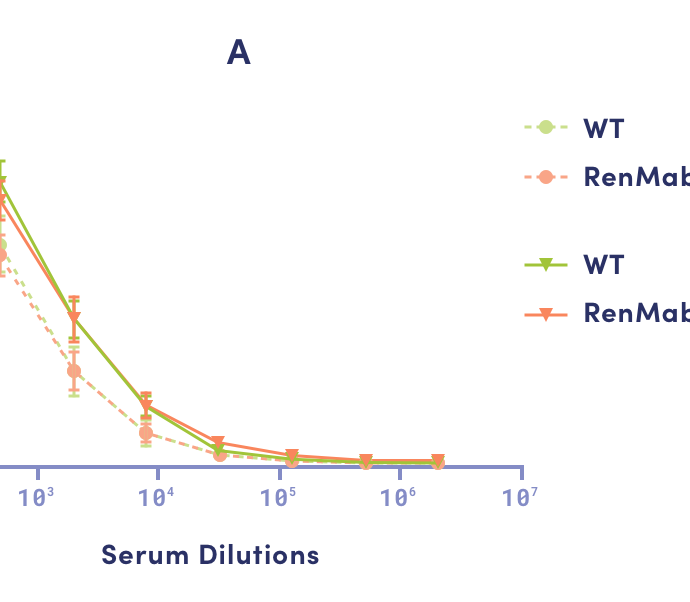 A
WT
RenMab
WT
RenMab
10³ 10⁴ 10⁵ 10⁶ 10⁷
Serum Dilutions